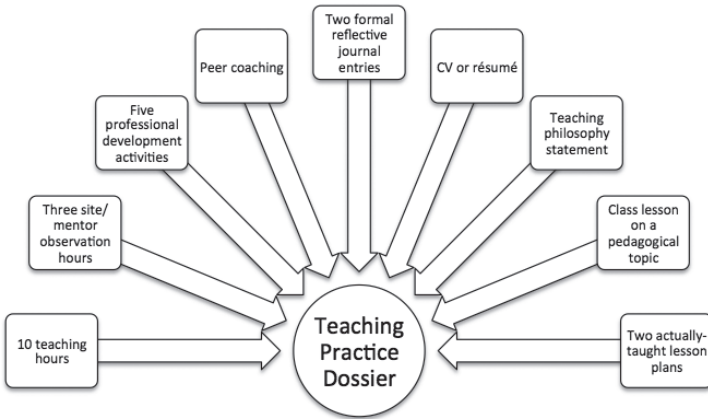 Two formal
reflective
journal
entries
Peer coaching
CV or résumé
Five
professional
development
activities
Teaching
philosophy
statement
Three site/
mentor
observation
hours
Class lesson
on a
pedagogical
topic
10 teaching
hours
Teaching
Practice
Dossier
Two actually-
taught lesson
plans